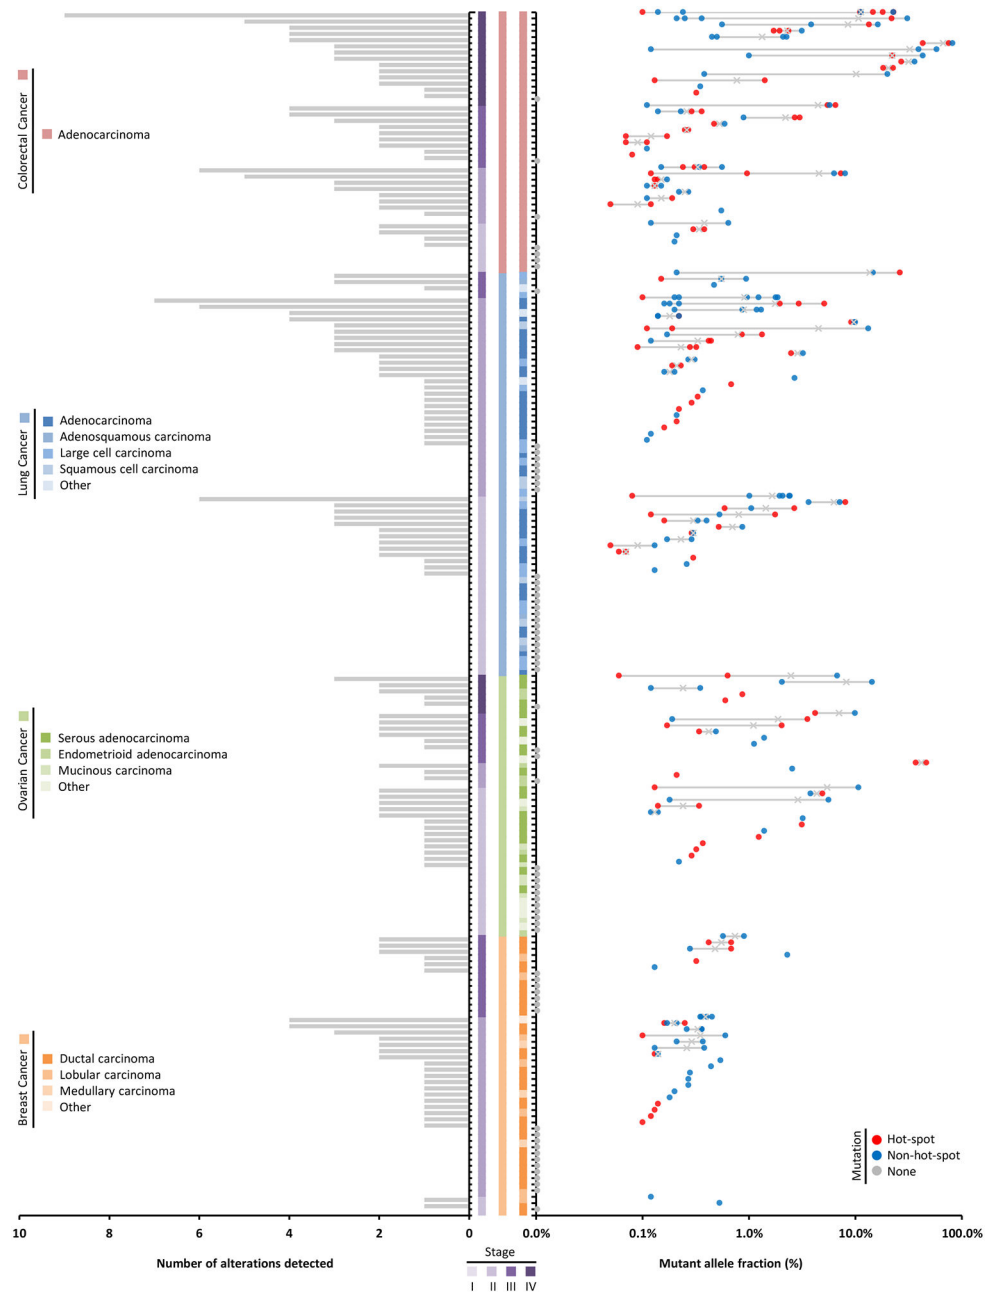 Colorectal Cancer
Adenocarcinoma
Lung Cancer
Adenocarcinoma
Adenosquamous carcinoma
Large cell carcinoma
Squamous cell carcinoma
Other
Ovarian Cancer
Serous adenocarcinoma
Endometrioid adenocarcinoma
Mucinous carcinoma
Other
Breast Cancer
Ductal carcinoma
Lobular carcinoma
Medullary carcinoma
Other
Mutation
Hot-spot
Non-hot-spot
None
10 8 6 4 2 0 0.0% 0.1% 1.0% 10.0% 100.0%
Number of alterations detected
Stage
I II III IV
Mutant allele fraction (%)